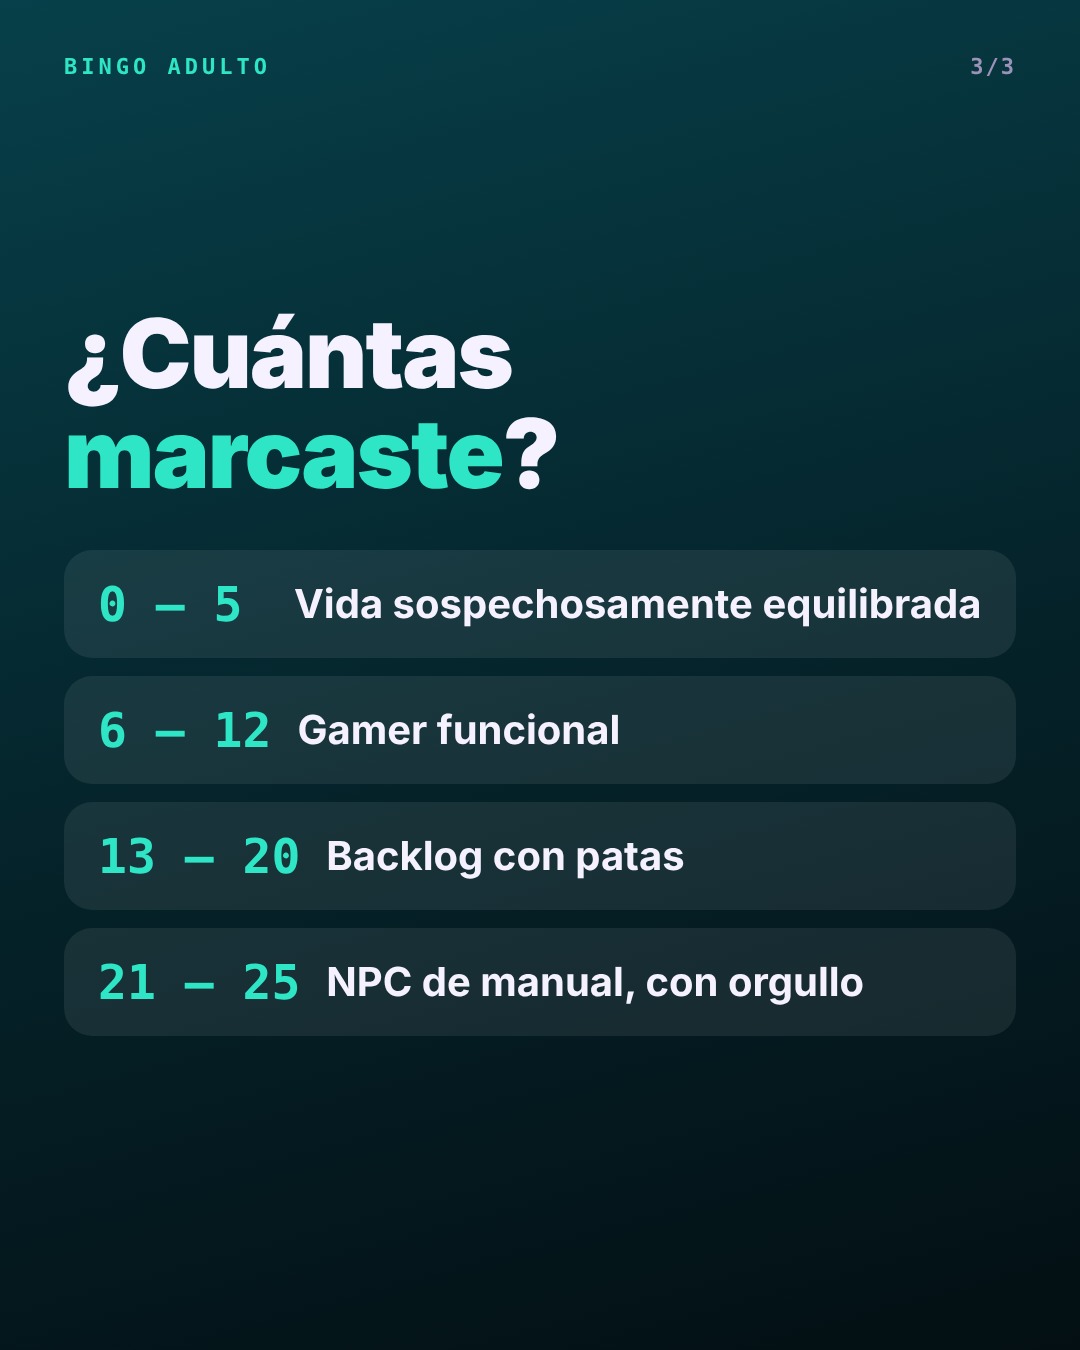 BINGO ADULTO
3/3
¿Cuántas
marcaste?
0 — 5 Vida sospechosamente equilibrada
6 — 12 Gamer funcional
13 — 20 Backlog con patas
21 — 25 NPC de manual, con orgullo